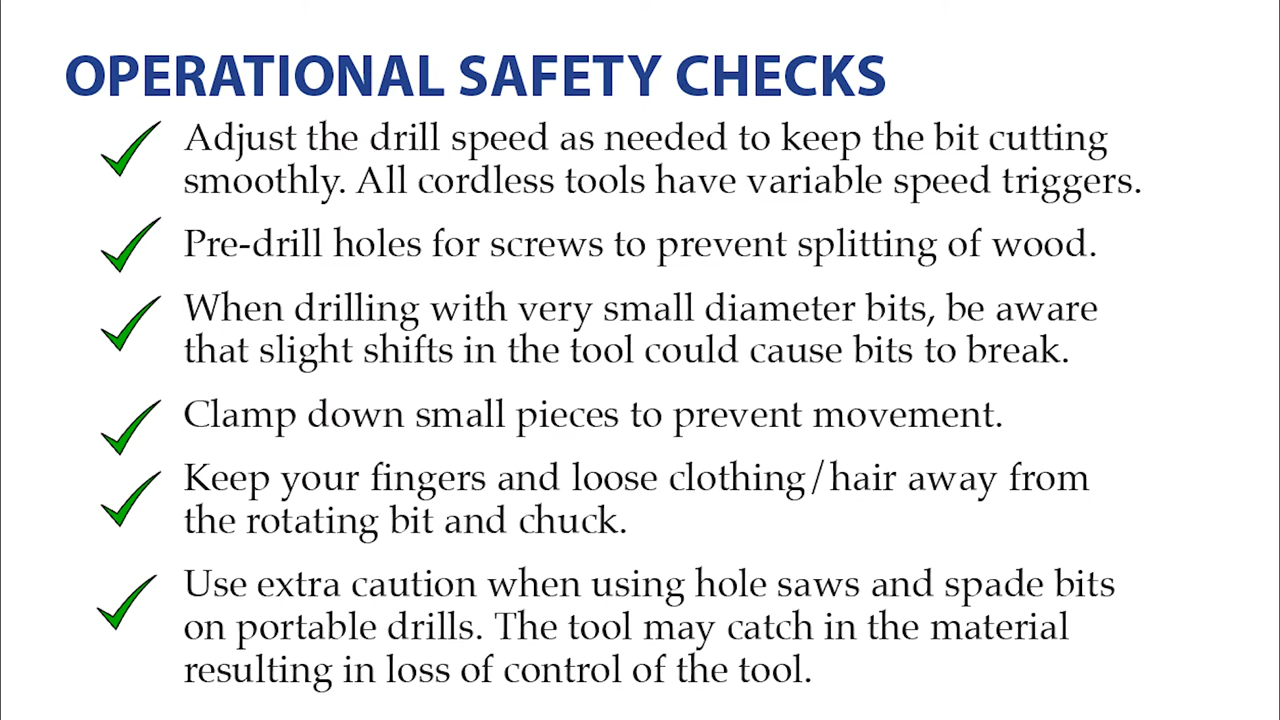 OPERATIONAL SAFETY CHECKS
Adjust the drill speed as needed to keep the bit cutting
smoothly. All cordless tools have variable speed triggers.
Pre-drill holes for screws to prevent splitting of wood.
When drilling with very small diameter bits, be aware
that slight shifts in the tool could cause bits to break.
Clamp down small pieces to prevent movement.
Keep your fingers and loose clothing/hair away from
the rotating bit and chuck.
Use extra caution when using hole saws and spade bits
on portable drills. The tool may catch in the material
resulting in loss of control of the tool.